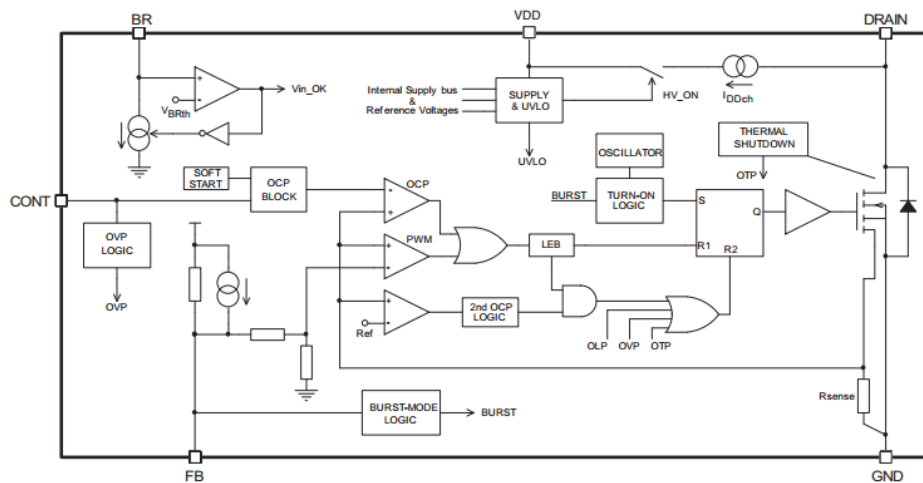 BR
VDD
DRAIN
Vin_OK
VBRth
Internal Supply bus
&
Reference Voltages
SUPPLY
& UVLO
HV_ON
IDDch
UVLO
THERMAL
SHUTDOWN
OSCILLATOR
OTP
SOFT
START
OCP
BLOCK
OCP
BURST
TURN-ON
LOGIC
CONT
S
Q
R1
R2
OVP
LOGIC
PWM
LEB
OVP
2nd OCP
LOGIC
Ref
OLP
OVP
OTP
Rsense
BURST-MODE
LOGIC
BURST
FB
GND
+
-
-
+
+
-
+
-